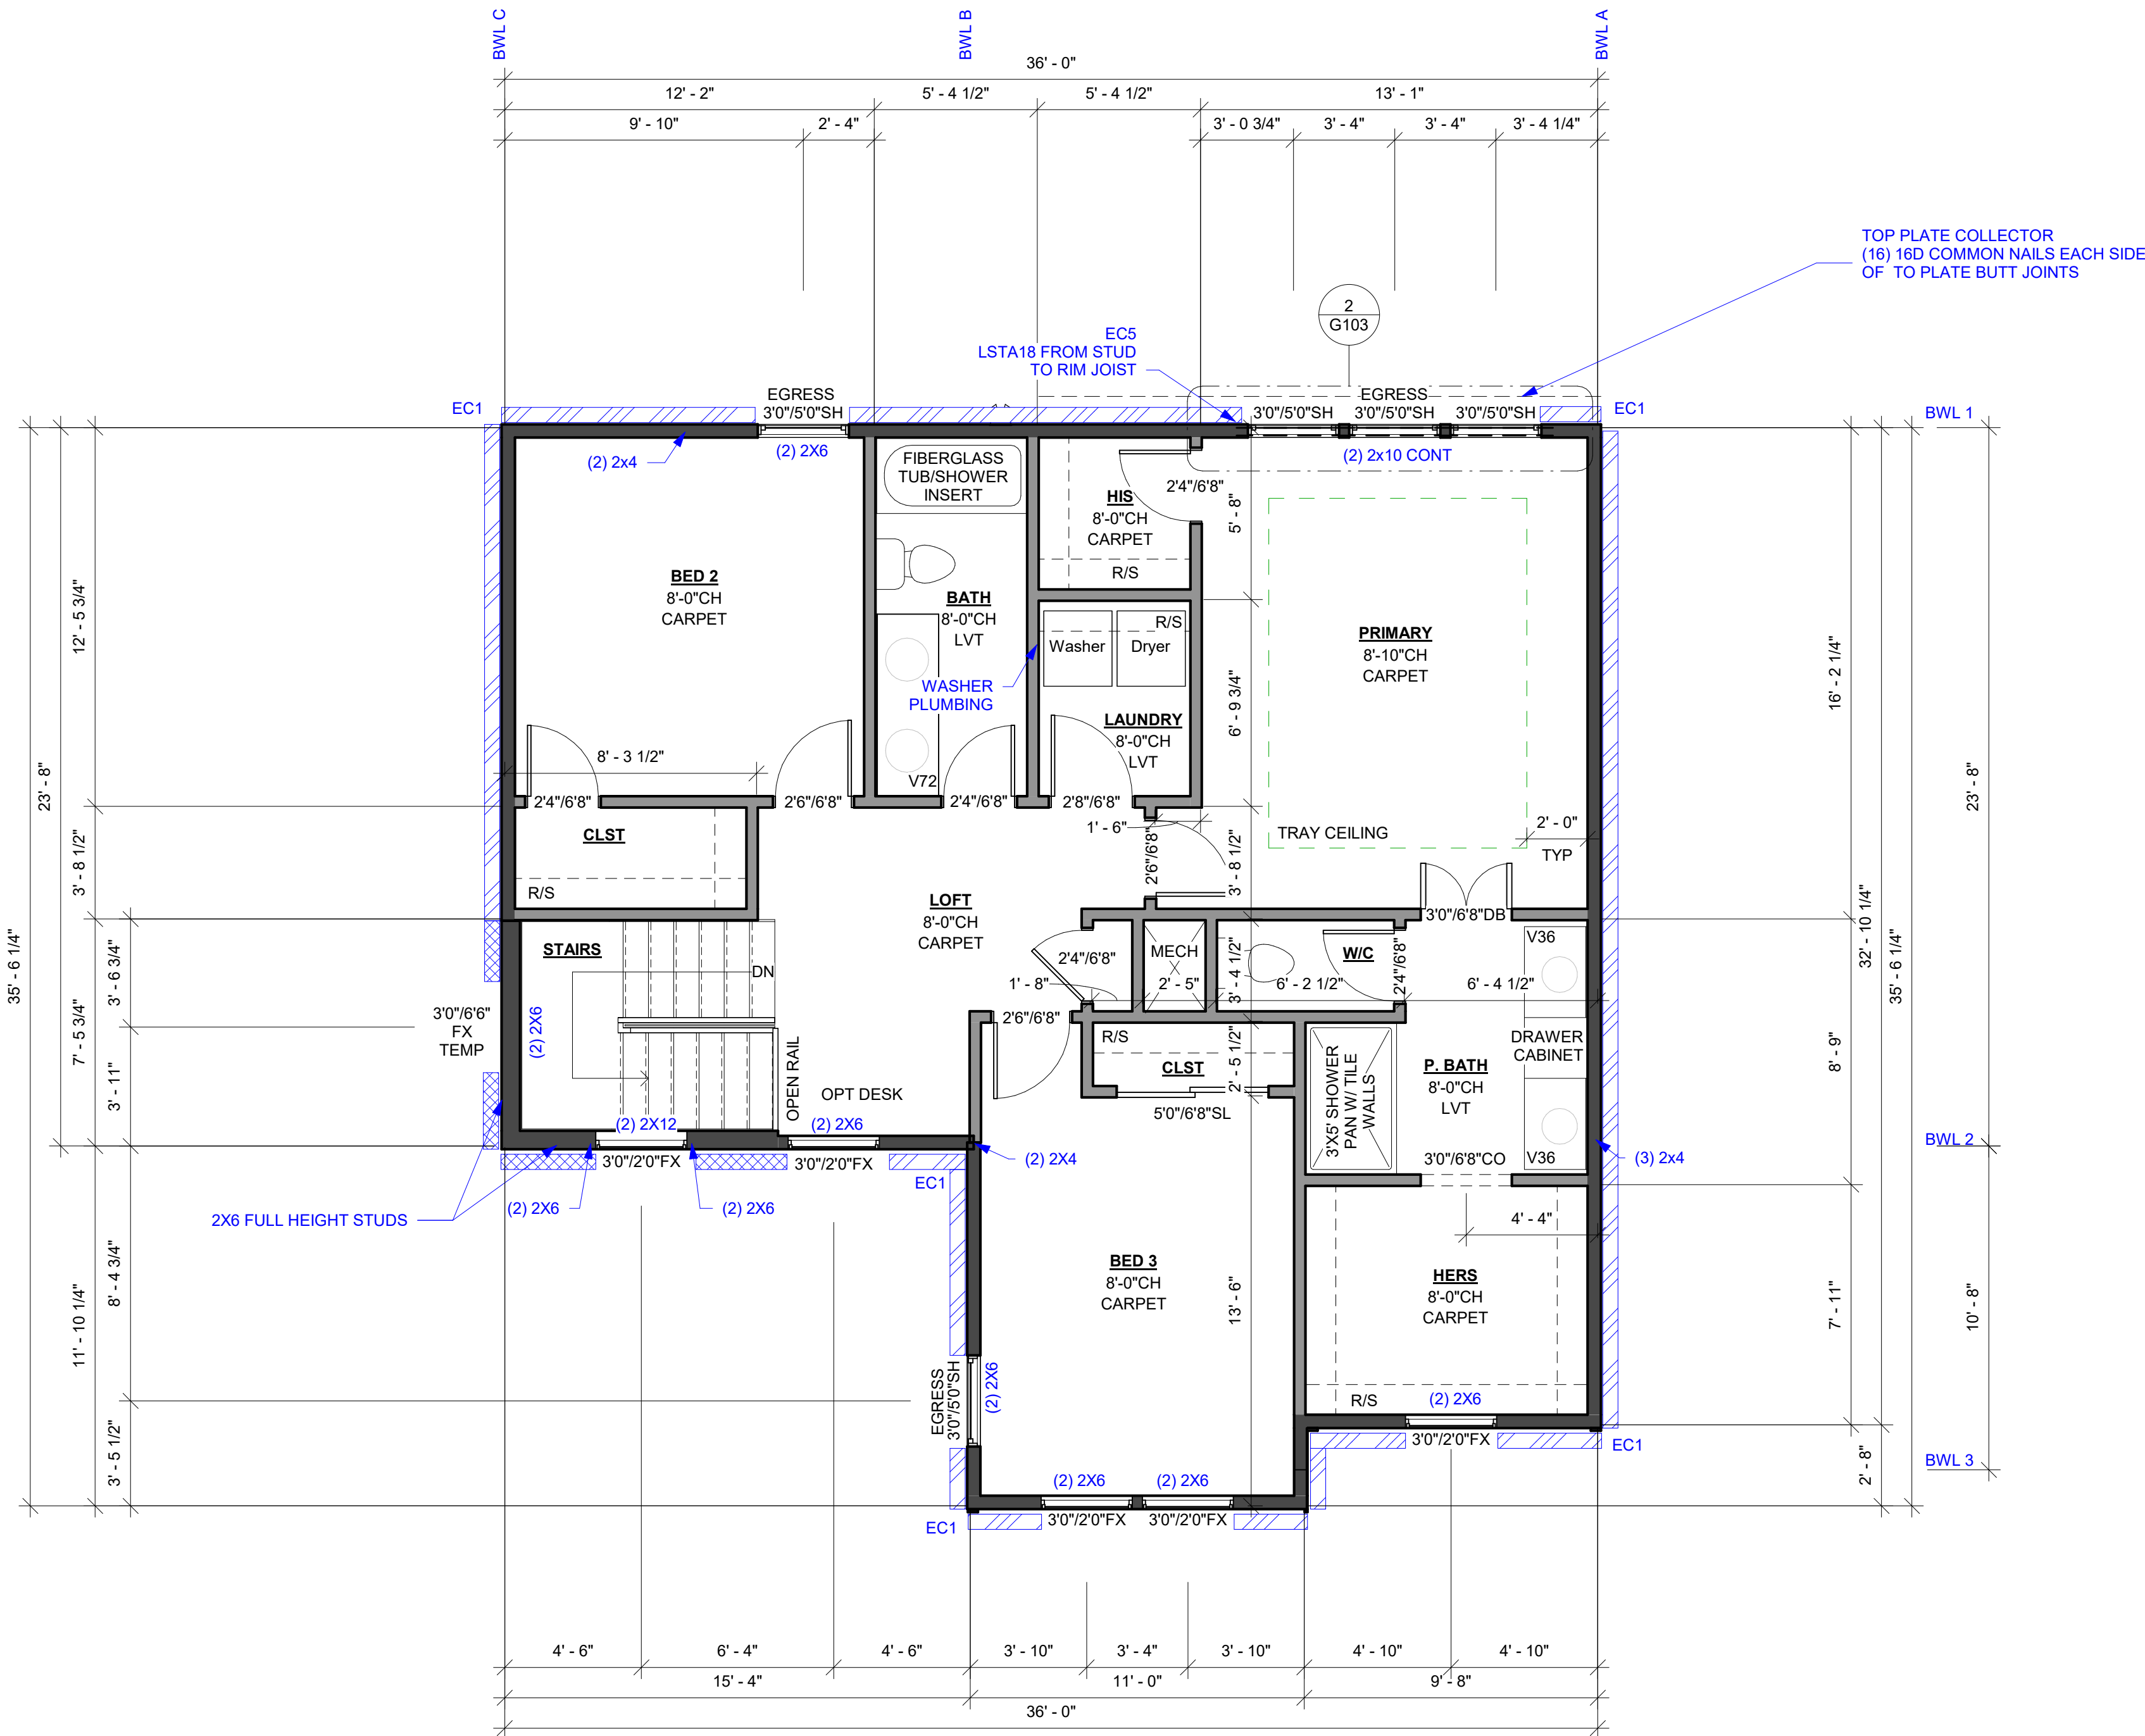 BWL C
BWL B
BWL A
36' - 0"
12' - 2"
5' - 4 1/2"
5' - 4 1/2"
13' - 1"
9' - 10"
2' - 4"
3' - 0 3/4"
3' - 4"
3' - 4"
3' - 4 1/4"
TOP PLATE COLLECTOR
(16) 16D COMMON NAILS EACH SIDE
OF TO PLATE BUTT JOINTS
2
G103
EC5
LSTA18 FROM STUD
TO RIM JOIST
EC1
EGRESS
3'0"/5'0"SH
EGRESS
3'0"/5'0"SH
3'0"/5'0"SH
3'0"/5'0"SH
EC1
BWL 1
(2) 2x4
(2) 2X6
(2) 2x10 CONT
FIBERGLASS
TUB/SHOWER
INSERT
HIS
8'-0"CH
CARPET
R/S
2'4"/6'8"
5' - 8"
BED 2
8'-0"CH
CARPET
BATH
8'-0"CH
LVT
R/S
Washer
Dryer
WASHER
PLUMBING
PRIMARY
8'-10"CH
CARPET
LAUNDRY
8'-0"CH
LVT
6' - 9 3/4"
8' - 3 1/2"
V72
2'4"/6'8"
2'6"/6'8"
2'4"/6'8"
2'8"/6'8"
1' - 6"
2'6"/6'8"
3' - 8 1/2"
TRAY CEILING
2' - 0"
TYP
CLST
R/S
LOFT
8'-0"CH
CARPET
3'0"/6'8"DB
STAIRS
DN
2'4"/6'8"
1' - 8"
MECH
2' - 5"
3' - 4 1/2"
W/C
6' - 2 1/2"
2'4"/6'8"
6' - 4 1/2"
V36
3'0"/6'6"
FX
TEMP
(2) 2X6
2'6"/6'8"
R/S
CLST
2' - 5 1/2"
5'0"/6'8"SL
3'X5' SHOWER
PAN W/ TILE
WALLS
P. BATH
8'-0"CH
LVT
DRAWER
CABINET
V36
3'0"/6'8"CO
OPEN RAIL
OPT DESK
(2) 2X12
(2) 2X6
3'0"/2'0"FX
3'0"/2'0"FX
(2) 2X4
(3) 2x4
BWL 2
EC1
2X6 FULL HEIGHT STUDS
(2) 2X6
(2) 2X6
4' - 4"
BED 3
8'-0"CH
CARPET
13' - 6"
HERS
8'-0"CH
CARPET
R/S
(2) 2X6
EGRESS
3'0"/5'0"SH
(2) 2X6
3'0"/2'0"FX
EC1
BWL 3
(2) 2X6
(2) 2X6
3'0"/2'0"FX
3'0"/2'0"FX
EC1
35' - 6 1/4"
23' - 8"
12' - 5 3/4"
3' - 8 1/2"
7' - 5 3/4"
11' - 10 1/4"
3' - 6 3/4"
3' - 11"
8' - 4 3/4"
3' - 5 1/2"
16' - 2 1/4"
8' - 9"
7' - 11"
32' - 10 1/4"
2' - 8"
35' - 6 1/4"
23' - 8"
10' - 8"
4' - 6"
6' - 4"
4' - 6"
3' - 10"
3' - 4"
3' - 10"
4' - 10"
4' - 10"
15' - 4"
11' - 0"
9' - 8"
36' - 0"